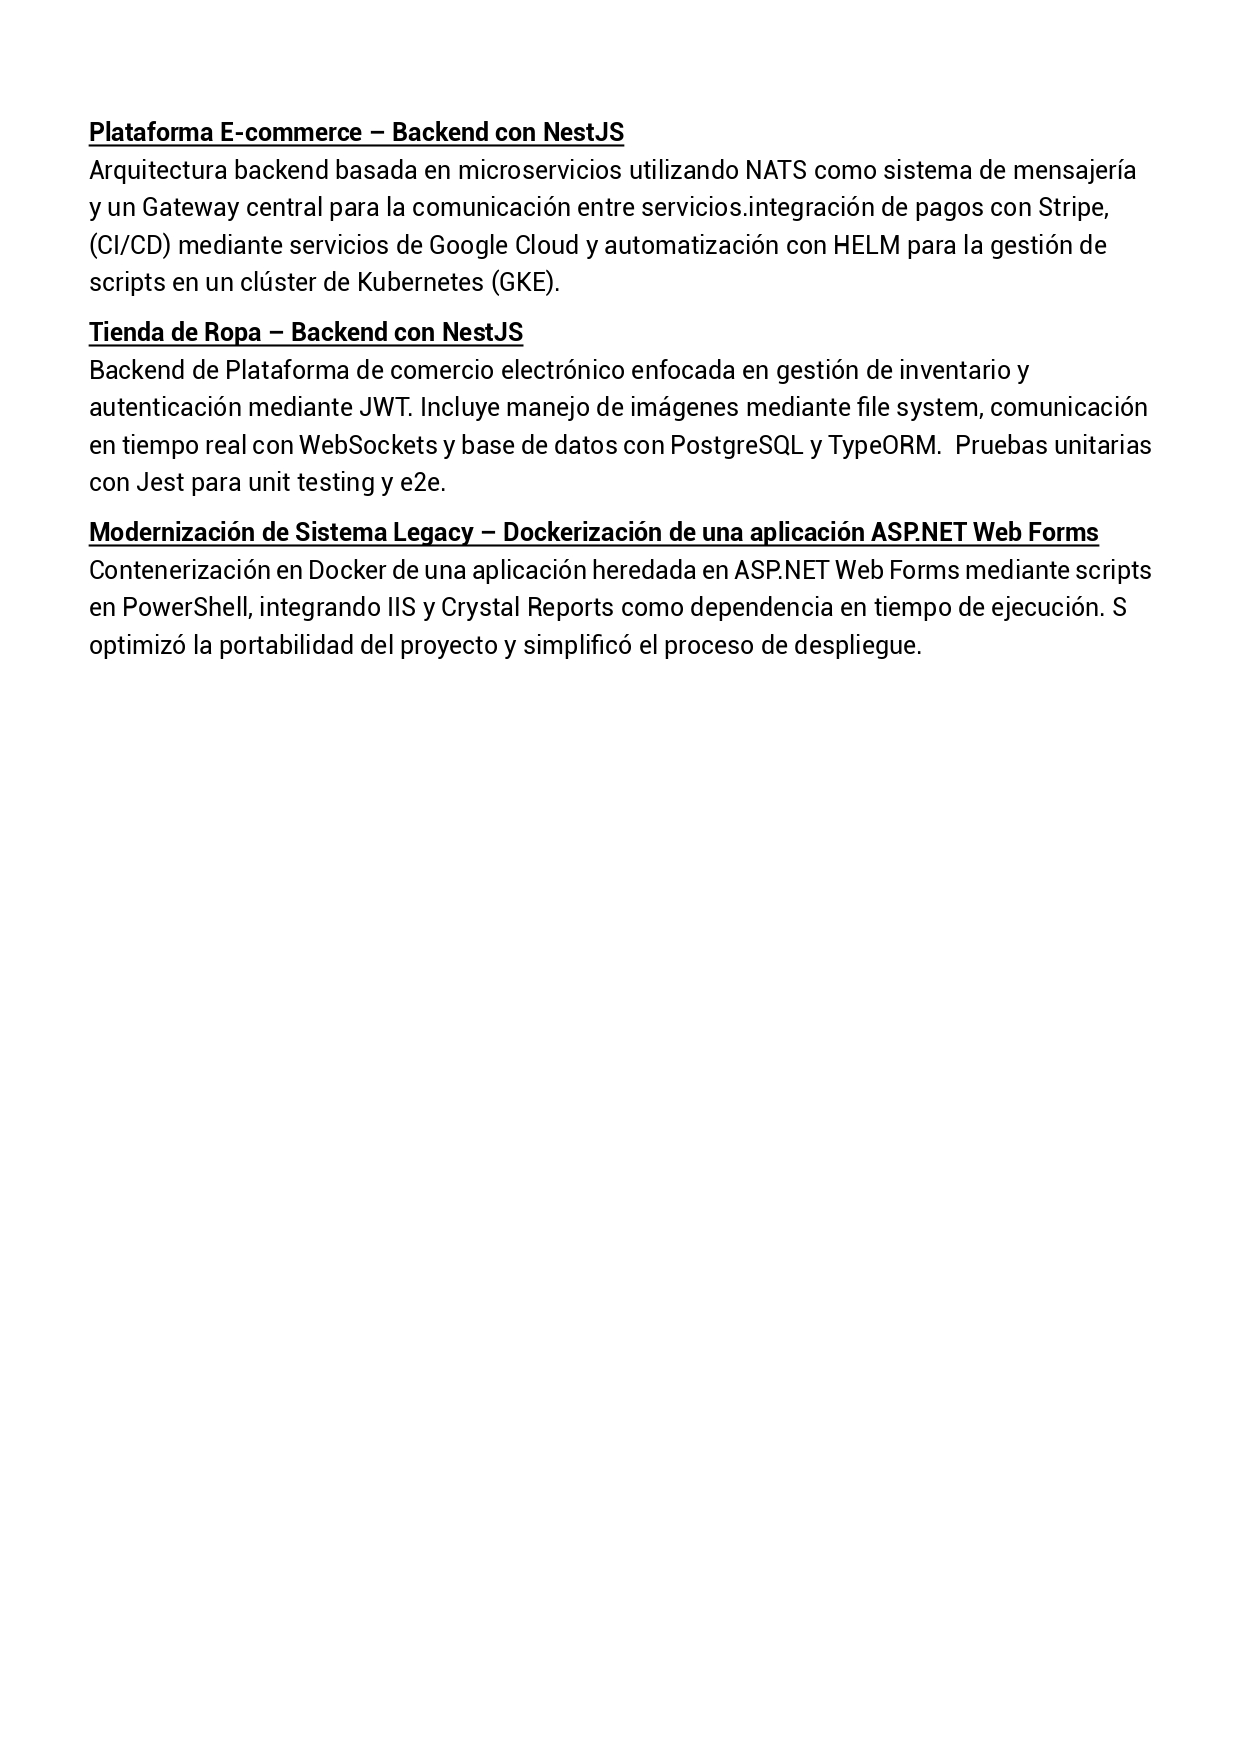 Plataforma E-commerce – Backend con NestJS
Arquitectura backend basada en microservicios utilizando NATS como sistema de mensajería
y un Gateway central para la comunicación entre servicios.integración de pagos con Stripe,
(CI/CD) mediante servicios de Google Cloud y automatización con HELM para la gestión de
scripts en un clúster de Kubernetes (GKE).
Tienda de Ropa – Backend con NestJS
Backend de Plataforma de comercio electrónico enfocada en gestión de inventario y
autenticación mediante JWT. Incluye manejo de imágenes mediante file system, comunicación
en tiempo real con WebSockets y base de datos con PostgreSQL y TypeORM.  Pruebas unitarias
con Jest para unit testing y e2e.
Modernización de Sistema Legacy – Dockerización de una aplicación ASP.NET Web Forms
Contenerización en Docker de una aplicación heredada en ASP.NET Web Forms mediante scripts
en PowerShell, integrando IIS y Crystal Reports como dependencia en tiempo de ejecución. S
optimizó la portabilidad del proyecto y simplificó el proceso de despliegue.